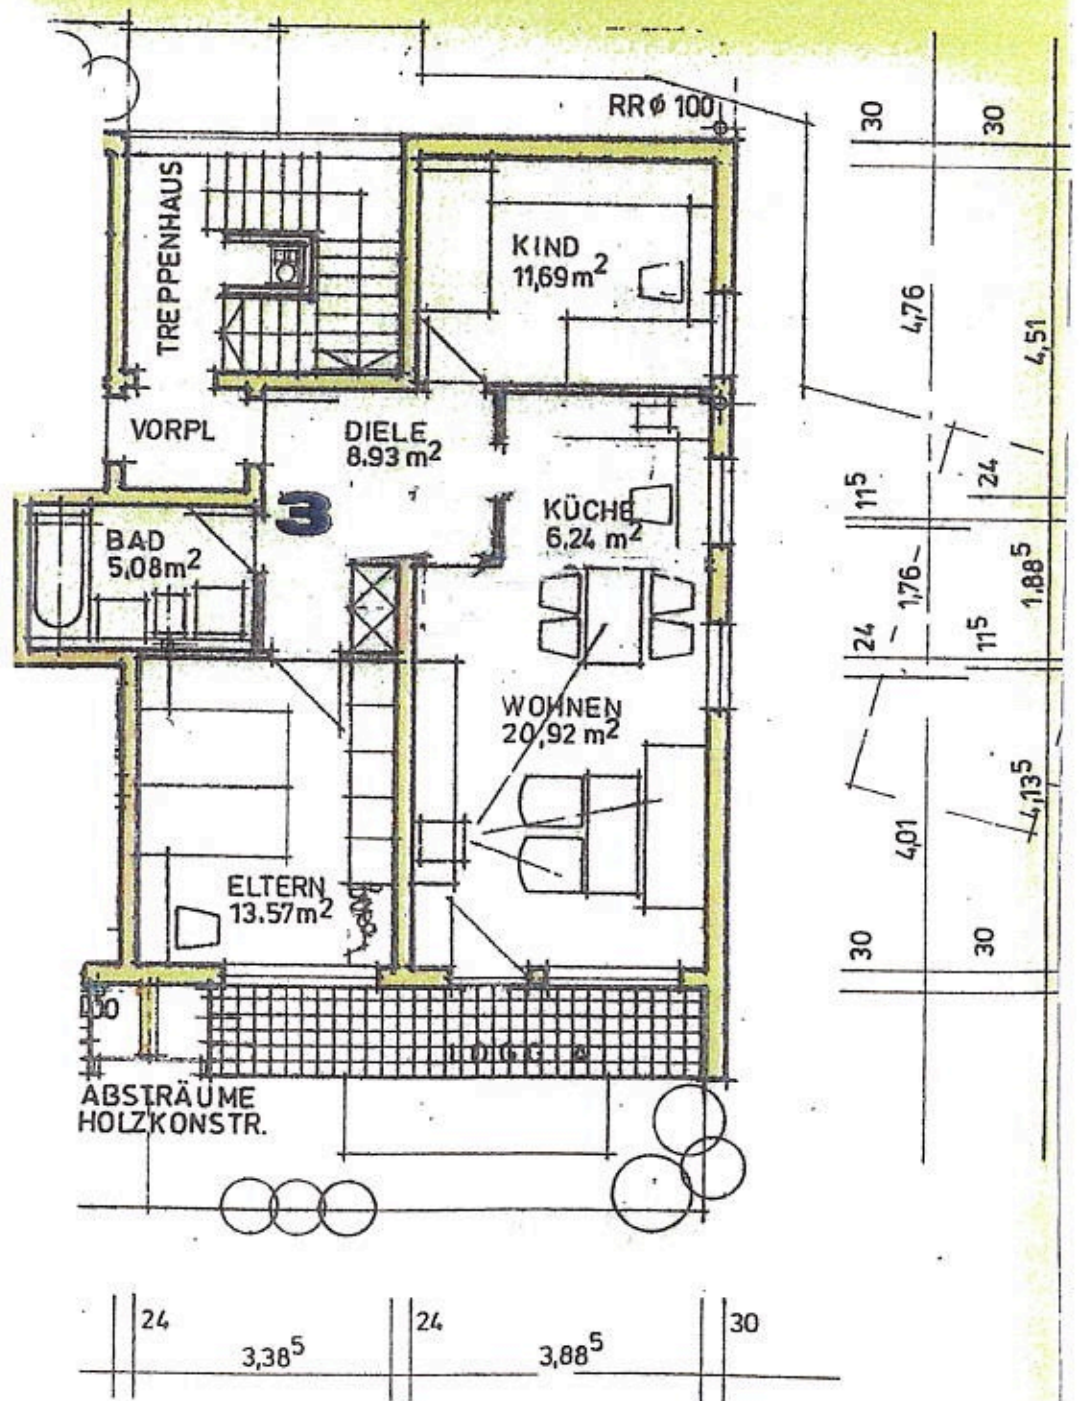 RR ϕ 100
30
30
TREPPENHAUS
KIND
11,69 m²
4,76
4,51
VORPL
DIELE
8.93 m²
24
11⁵
3
KÜCHE
6,24 m²
BAD
5,08 m²
1,76
1.88⁵
24
11⁵
WOHNEN
20,92 m²
4,13⁵
4,01
ELTERN
13.57 m²
30
30
LOGGIA
ABSTRÄUME
HOLZKONSTR.
24
24
30
3,38⁵
3,88⁵